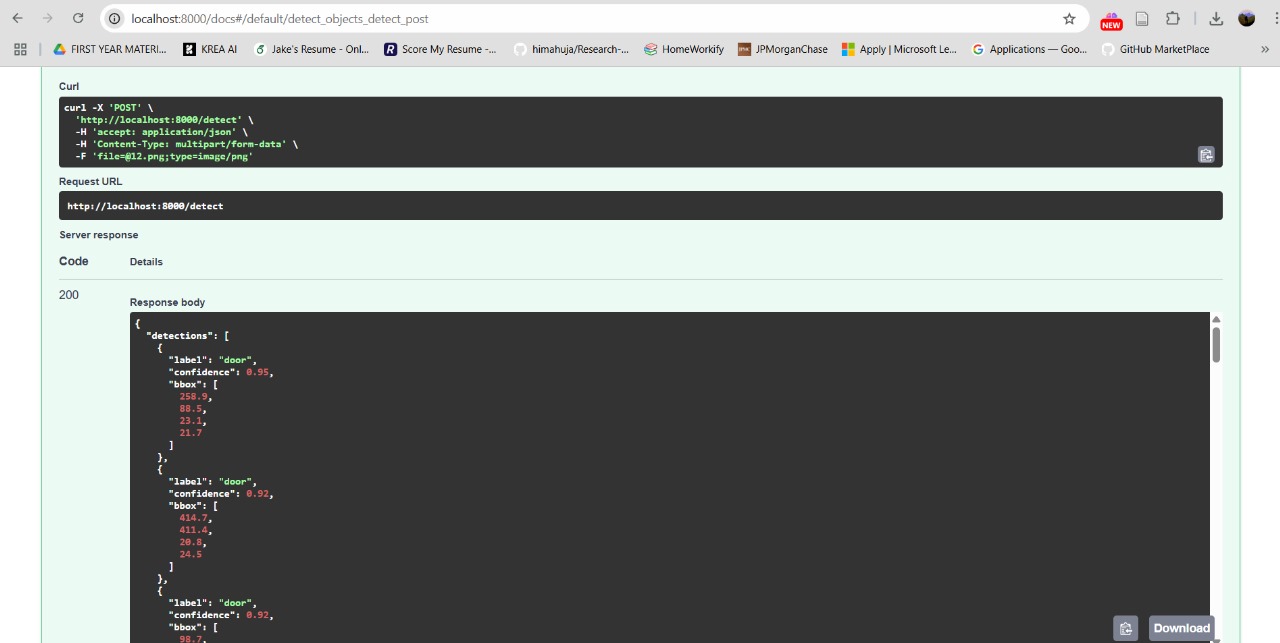 localhost:8000/docs#/default/detect_objects_detect_post
NEW
FIRST YEAR MATERI...
KREA AI
Jake's Resume - Onl...
R
Score My Resume -...
himahuja/Research-...
HomeWorkify
JPMorganChase
Apply | Microsoft Le...
Applications — Goo...
GitHub MarketPlace
»
Curl
curl -X 'POST' \
'http://localhost:8000/detect' \
-H 'accept: application/json' \
-H 'Content-Type: multipart/form-data' \
-F 'file=@12.png;type=image/png'
Request URL
http://localhost:8000/detect
Server response
Code Details
200
Response body
{
"detections": [
{
"label": "door",
"confidence": 0.95,
"bbox": [
258.9,
88.5,
23.1,
21.7
]
},
{
"label": "door",
"confidence": 0.92,
"bbox": [
414.7,
411.4,
20.8,
24.5
]
},
{
"label": "door",
"confidence": 0.92,
"bbox": [
98.7,
Download